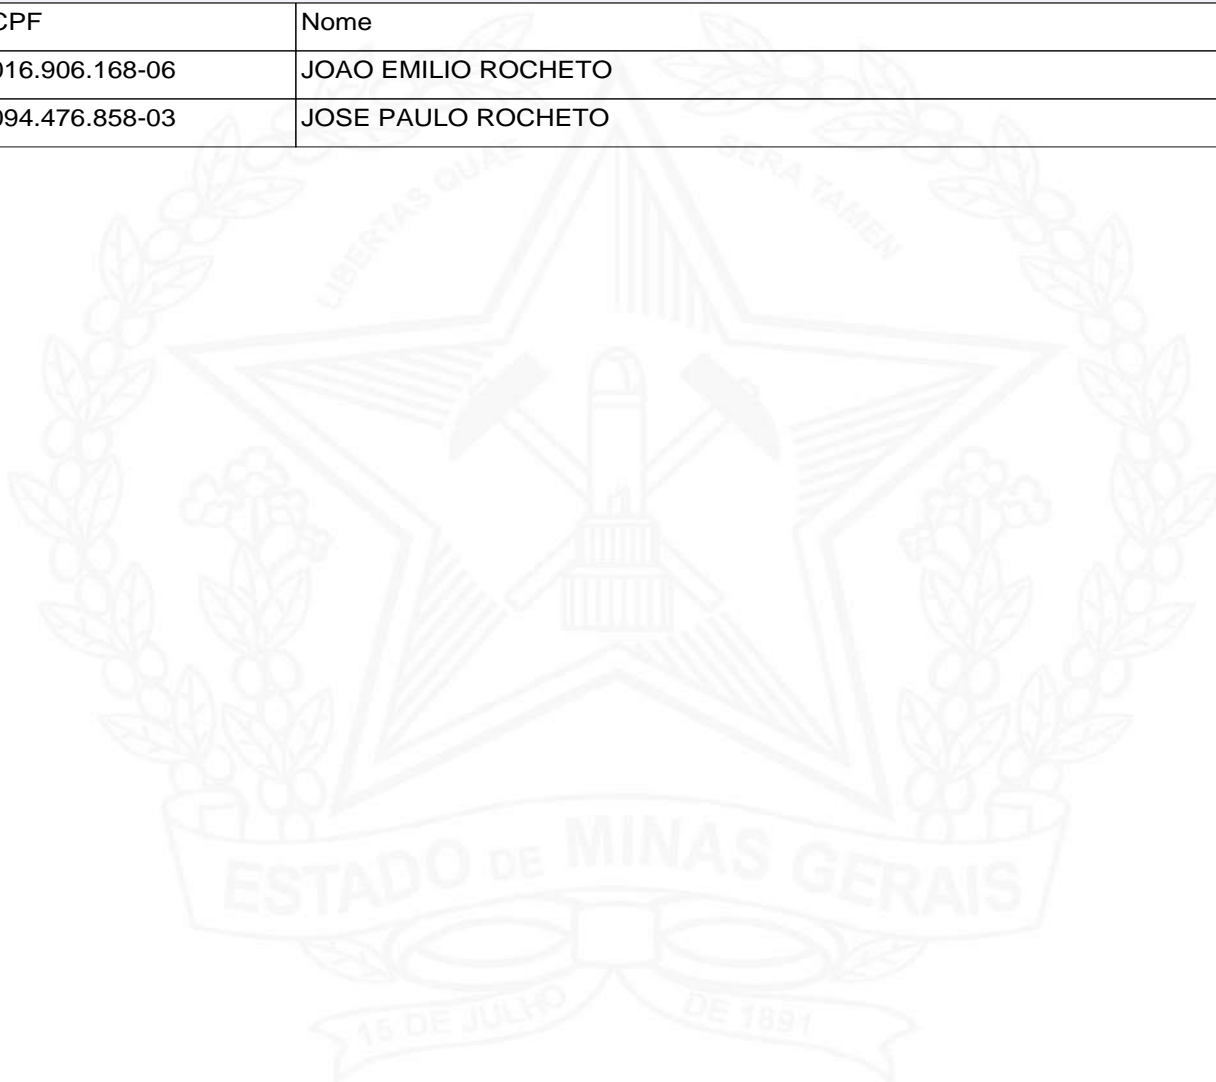 CPF Nome
016.906.168-06 JOAO EMILIO ROCHETO
094.476.858-03 JOSE PAULO ROCHETO
LIBERTAS QUAE SERA TAMEN
ESTADO DE MINAS GERAIS
15 DE JULHO DE 1891